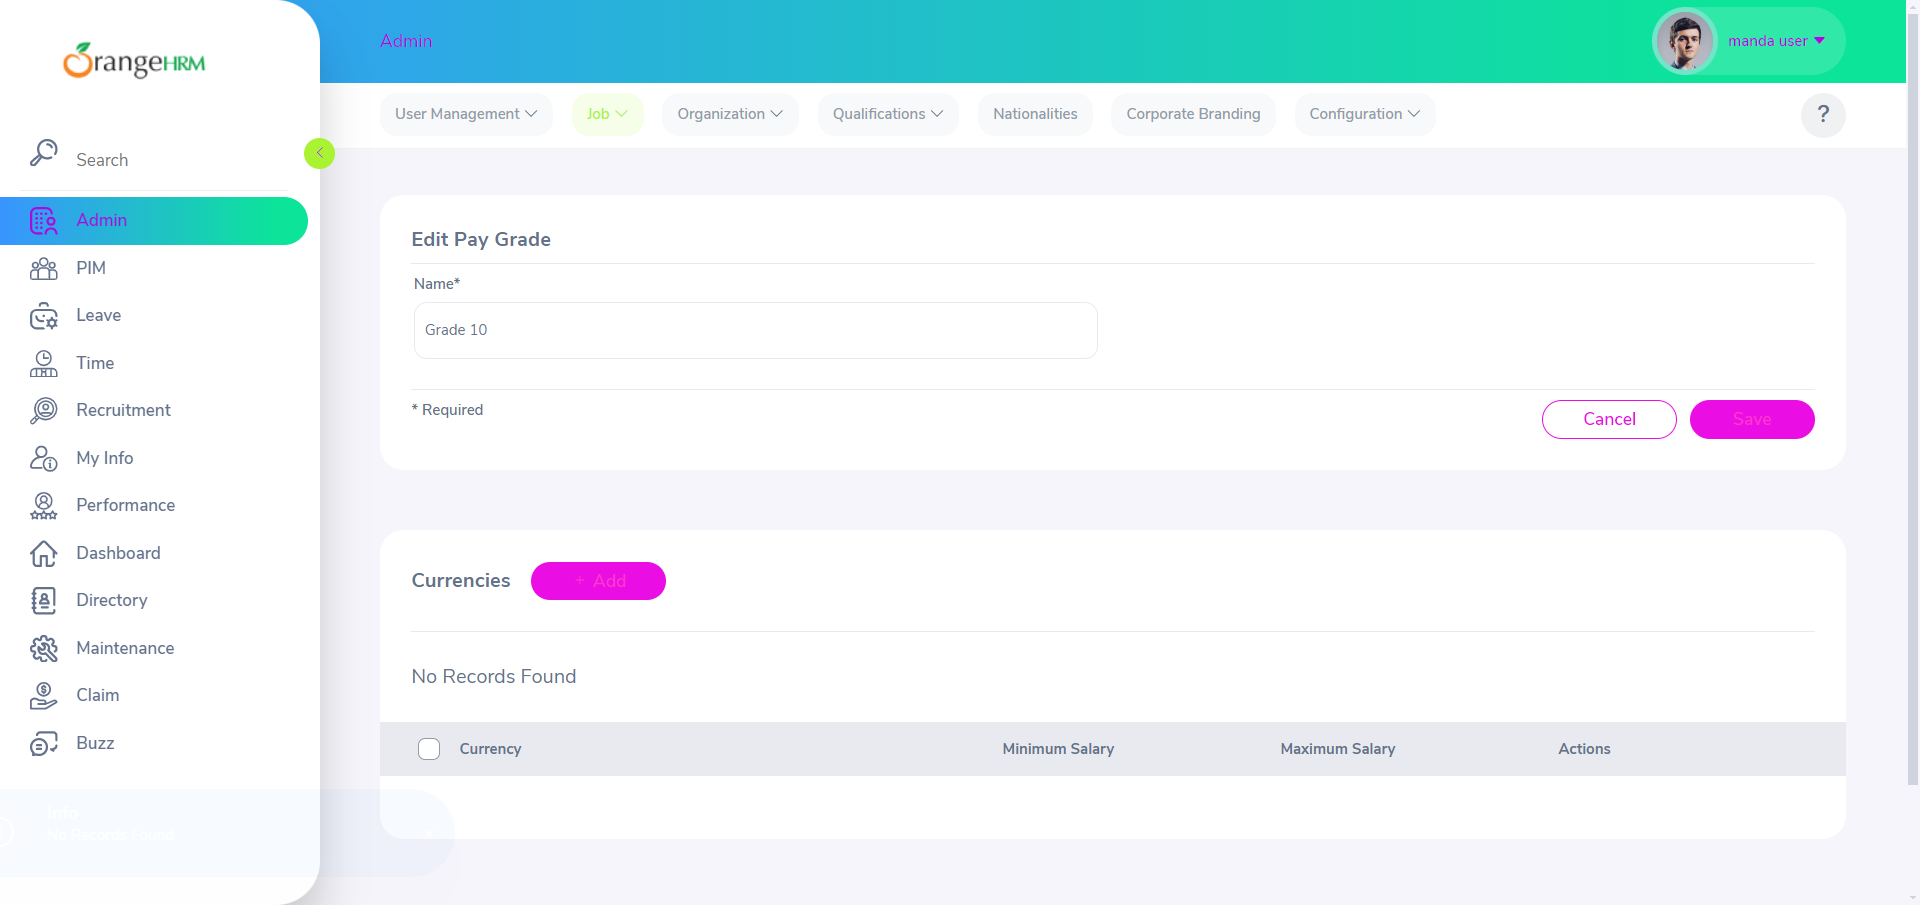 OrangeHRM
Admin
manda user
User Management
Job
Organization
Qualifications
Nationalities
Corporate Branding
Configuration
?
Search
Admin
PIM
Leave
Time
Recruitment
My Info
Performance
Dashboard
Directory
Maintenance
Claim
Buzz
Edit Pay Grade
Name*
Grade 10
* Required
Cancel
Save
Currencies
+ Add
No Records Found
Currency
Minimum Salary
Maximum Salary
Actions
Info
No Records Found